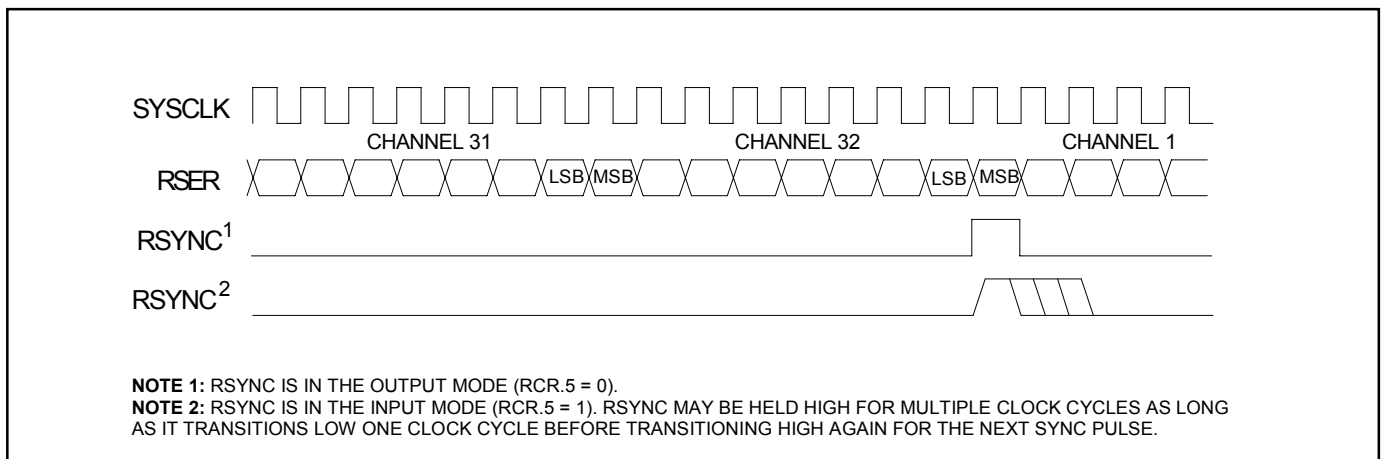 SYSCLK
CHANNEL 31 CHANNEL 32 CHANNEL 1
RSER LSB MSB LSB MSB
RSYNC1
RSYNC2
NOTE 1: RSYNC IS IN THE OUTPUT MODE (RCR.5 = 0).
NOTE 2: RSYNC IS IN THE INPUT MODE (RCR.5 = 1). RSYNC MAY BE HELD HIGH FOR MULTIPLE CLOCK CYCLES AS LONG
AS IT TRANSITIONS LOW ONE CLOCK CYCLE BEFORE TRANSITIONING HIGH AGAIN FOR THE NEXT SYNC PULSE.